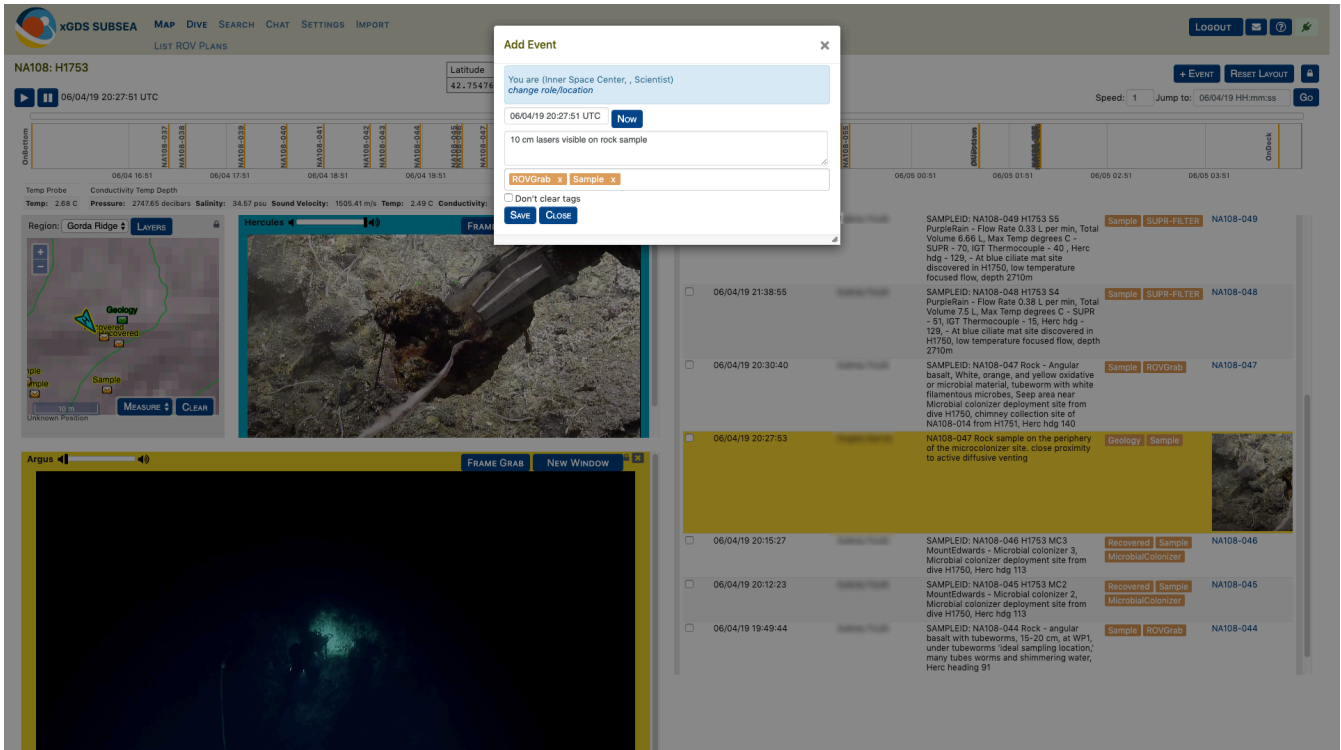 xGDS SUBSEA MAP DIVE SEARCH CHAT SETTINGS IMPORT
LIST ROV PLANS
LOGOUT
NA108: H1753
Latitude
42.75476
06/04/19 20:27:51 UTC
+ EVENT RESET LAYOUT
Speed: 1 Jump to: 06/04/19 HH:mm:ss Go
Add Event ×
You are (Inner Space Center, , Scientist)
change role/location
06/04/19 20:27:51 UTC Now
10 cm lasers visible on rock sample
ROVGrab x Sample x
Don't clear tags
SAVE CLOSE
OnBottom
NA108-037
NA108-038
NA108-039
NA108-040
NA108-041
NA108-042
NA108-043
NA108-044
NA108-047
NA108-055
OnDeck
06/04 16:51 06/04 17:51 06/04 18:51 06/04 19:51 06/05 00:51 06/05 01:51 06/05 02:51 06/05 03:51
Temp Probe Conductivity Temp Depth
Temp: 2.68 C Pressure: 2747.65 decibars Salinity: 34.57 psu Sound Velocity: 1505.41 m/s Temp: 2.49 C Conductivity:
Region: Gorda Ridge LAYERS
+
−
Geology
covered
Recovered
ple
mple
Sample
10 m
MEASURE CLEAR
Unknown Position
Hercules
FRAM
Argus
FRAME GRAB NEW WINDOW
SAMPLEID: NA108-049 H1753 S5
PurpleRain - Flow Rate 0.33 L per min, Total
Volume 6.66 L, Max Temp degrees C -
SUPR - 70, IGT Thermocouple - 40 , Herc
hdg - 129, - At blue ciliate mat site
discovered in H1750, low temperature
focused flow, depth 2710m
Sample SUPR-FILTER
NA108-049
06/04/19 21:38:55
SAMPLEID: NA108-048 H1753 S4
PurpleRain - Flow Rate 0.38 L per min, Total
Volume 7.5 L, Max Temp degrees C - SUPR
- 51, IGT Thermocouple - 15, Herc hdg -
129, - At blue ciliate mat site discovered in
H1750, low temperature focused flow, depth
2710m
Sample SUPR-FILTER
NA108-048
06/04/19 20:30:40
SAMPLEID: NA108-047 Rock - Angular
basalt, White, orange, and yellow oxidative
or microbial material, tubeworm with white
filamentous microbes, Seep area near
Microbial colonizer deployment site from
dive H1750, chimney collection site of
NA108-014 from H1751, Herc hdg 140
Sample ROVGrab
NA108-047
06/04/19 20:27:53
NA108-047 Rock sample on the periphery
of the microcolonizer site. close proximity
to active diffusive venting
Geology Sample
06/04/19 20:15:27
SAMPLEID: NA108-046 H1753 MC3
MountEdwards - Microbial colonizer 3,
Microbial colonizer deployment site from
dive H1750, Herc hdg 113
Recovered Sample
MicrobialColonizer
NA108-046
06/04/19 20:12:23
SAMPLEID: NA108-045 H1753 MC2
MountEdwards - Microbial colonizer 2,
Microbial colonizer deployment site from
dive H1750, Herc hdg 113
Recovered Sample
MicrobialColonizer
NA108-045
06/04/19 19:49:44
SAMPLEID: NA108-044 Rock - angular
basalt with tubeworms, 15-20 cm, at WP1,
under tubeworms 'ideal sampling location,'
many tubes worms and shimmering water,
Herc heading 91
Sample ROVGrab
NA108-044